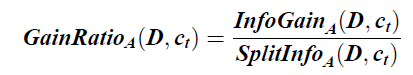 GainRatio_A(D, c_t) = InfoGain_A(D, c_t) / SplitInfo_A(D, c_t)